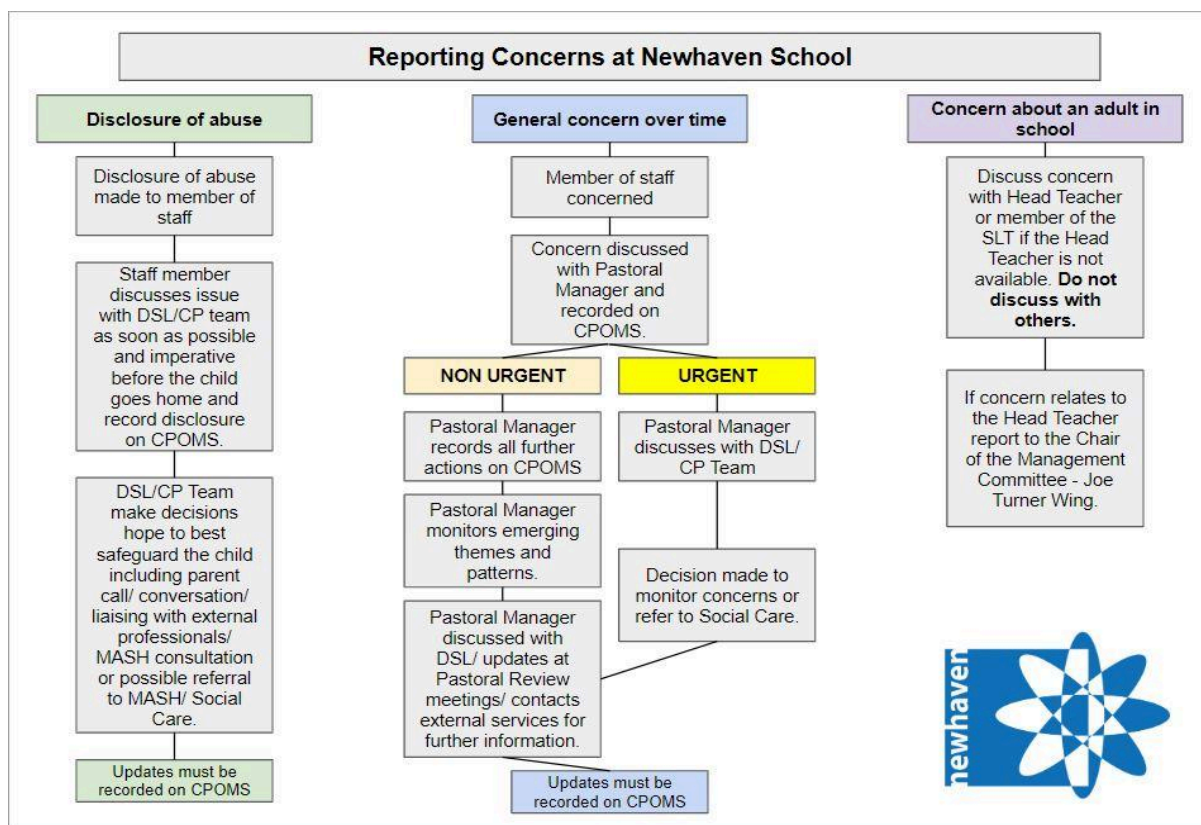 Reporting Concerns at Newhaven School
Disclosure of abuse
Disclosure of abuse
made to member of
staff
Staff member
discusses issue
with DSL/CP team
as soon as possible
and imperative
before the child
goes home and
record disclosure
on CPOMS.
DSL/CP Team
make decisions
hope to best
safeguard the child
including parent
call/ conversation/
liaising with external
professionals/
MASH consultation
or possible referral
to MASH/ Social
Care.
Updates must be
recorded on CPOMS
General concern over time
Member of staff
concerned
Concern discussed
with Pastoral
Manager and
recorded on
CPOMS.
NON URGENT
Pastoral Manager
records all further
actions on CPOMS
Pastoral Manager
monitors emerging
themes and
patterns.
Pastoral Manager
discussed with
DSL/ updates at
Pastoral Review
meetings/ contacts
external services for
further information.
URGENT
Pastoral Manager
discusses with DSL/
CP Team
Decision made to
monitor concerns or
refer to Social Care.
Updates must be
recorded on CPOMS
Concern about an adult in
school
Discuss concern
with Head Teacher
or member of the
SLT if the Head
Teacher is not
available. Do not
discuss with
others.
If concern relates to
the Head Teacher
report to the Chair
of the Management
Committee - Joe
Turner Wing.
newhaven